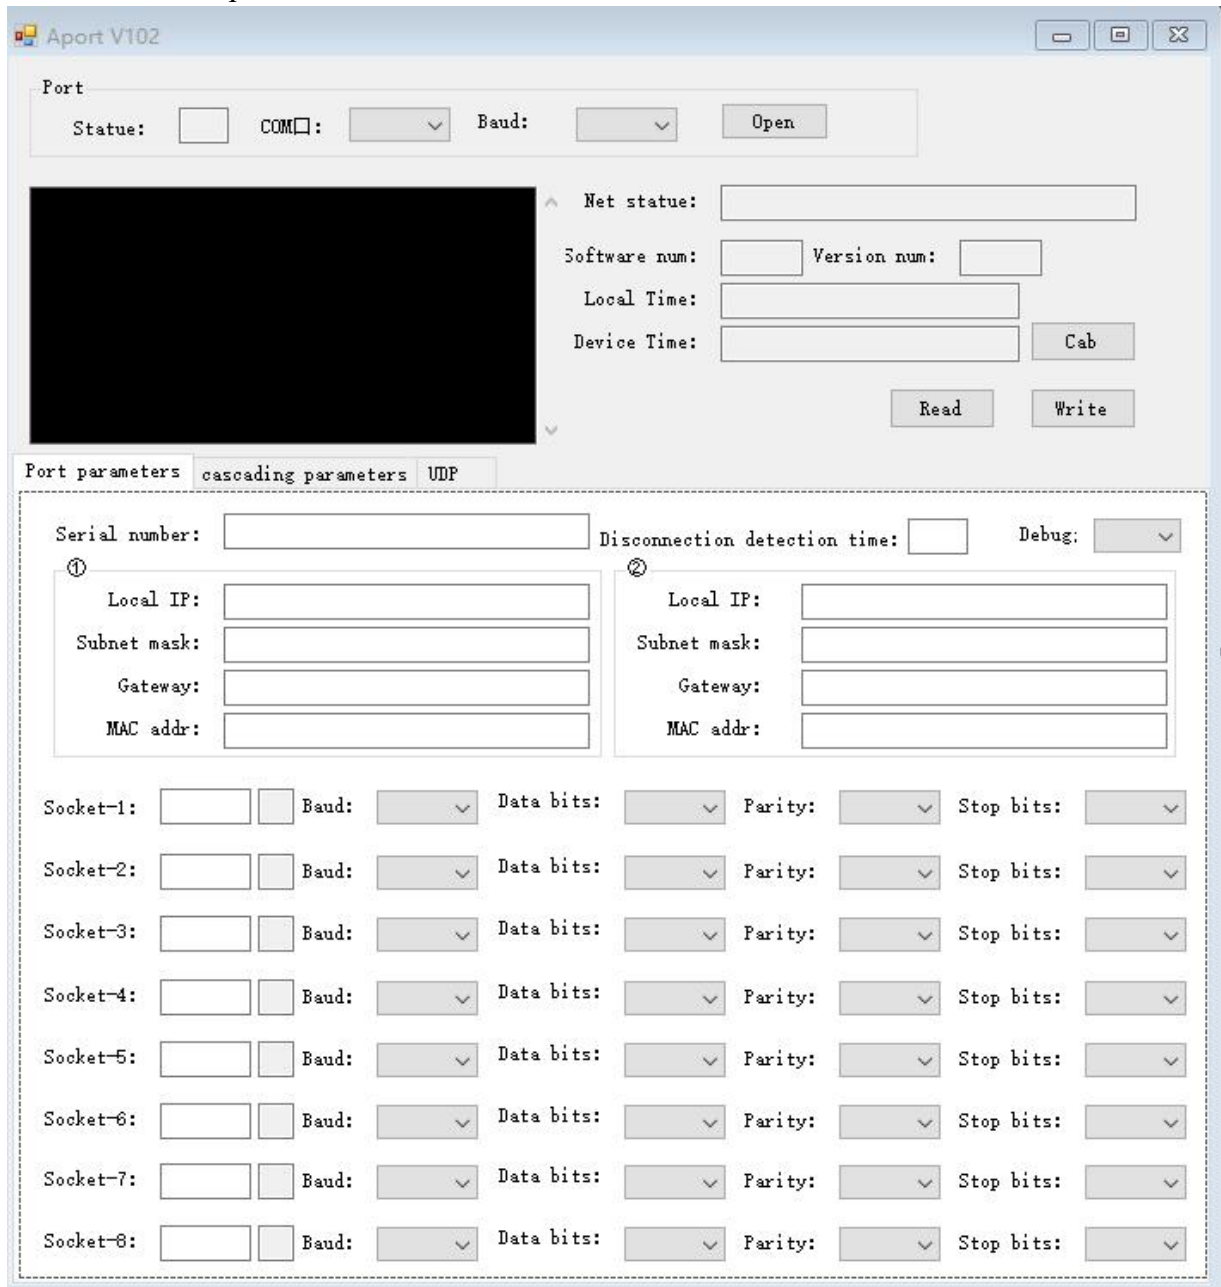 Aport V102
Port
Statue: COM口: Baud: Open
Net statue:
Software num: Version num:
Local Time:
Device Time: Cab
Read Write
Port parameters cascading parameters UDP
Serial number: Disconnection detection time: Debug:
① ②
Local IP: Local IP:
Subnet mask: Subnet mask:
Gateway: Gateway:
MAC addr: MAC addr:
Socket-1: Baud: Data bits: Parity: Stop bits:
Socket-2: Baud: Data bits: Parity: Stop bits:
Socket-3: Baud: Data bits: Parity: Stop bits:
Socket-4: Baud: Data bits: Parity: Stop bits:
Socket-5: Baud: Data bits: Parity: Stop bits:
Socket-6: Baud: Data bits: Parity: Stop bits:
Socket-7: Baud: Data bits: Parity: Stop bits:
Socket-8: Baud: Data bits: Parity: Stop bits: